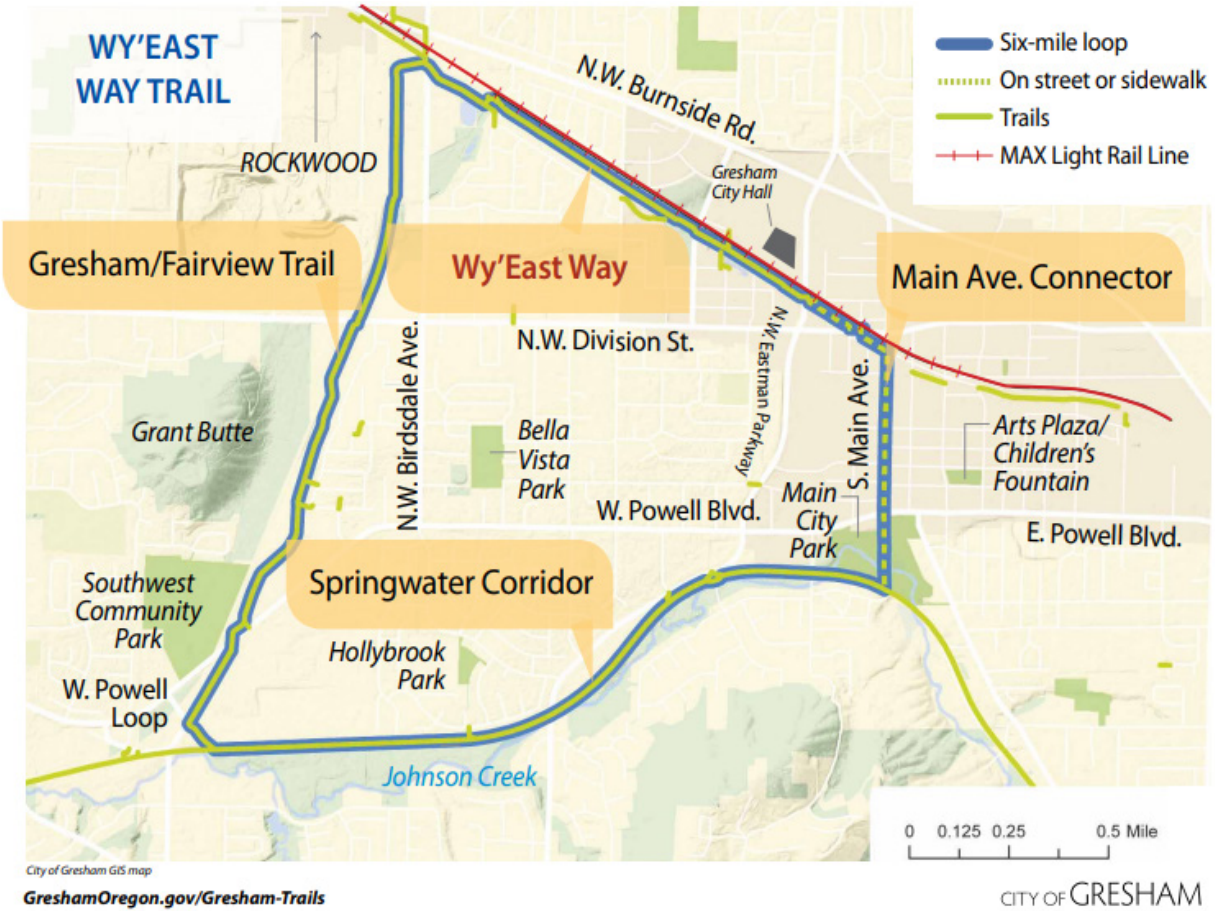 WY'EAST
WAY TRAIL
Six-mile loop
On street or sidewalk
Trails
MAX Light Rail Line
N.W. Burnside Rd.
ROCKWOOD
Gresham
City Hall
Gresham/Fairview Trail
Wy'East Way
Main Ave. Connector
N.W. Division St.
N.W. Eastman Parkway
N.W. Birdsdale Ave.
S. Main Ave.
Grant Butte
Bella
Vista
Park
Arts Plaza/
Children's
Fountain
W. Powell Blvd.
Main
City
Park
E. Powell Blvd.
Springwater Corridor
Southwest
Community
Park
Hollybrook
Park
W. Powell
Loop
Johnson Creek
0 0.125 0.25 0.5 Mile
City of Gresham GIS map
GreshamOregon.gov/Gresham-Trails
CITY OF GRESHAM